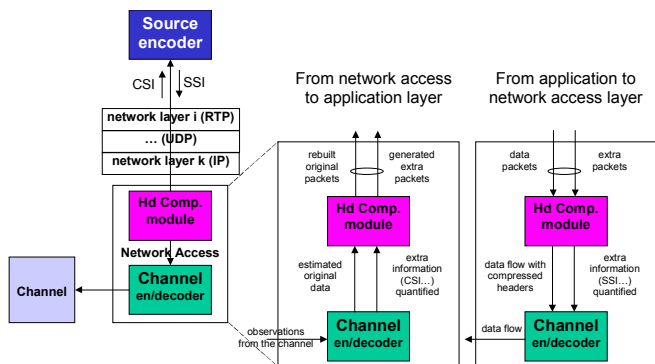 Source
encoder
CSI
SSI
network layer i (RTP)
... (UDP)
network layer k (IP)
Hd Comp.
module
Network Access
Channel
en/decoder
Channel
From network access
to application layer
rebuilt
original
packets
generated
extra
packets
Hd Comp.
module
estimated
original
data
extra
information
(CSI...)
quantified
observations
from the channel
Channel
en/decoder
From application to
network access layer
data
packets
extra
packets
Hd Comp.
module
data flow with
compressed
headers
extra
information
(SSI...)
quantified
data flow
Channel
en/decoder